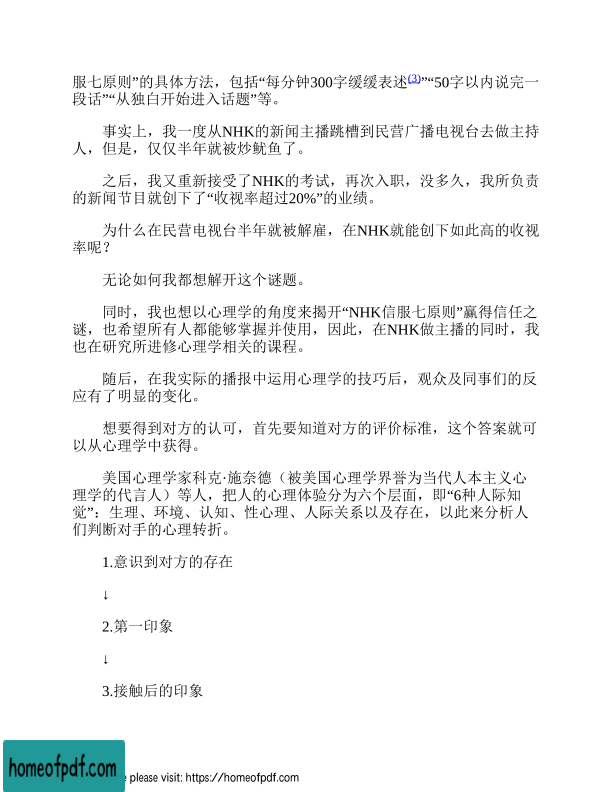 服七原则”的具体方法，包括“每分钟300字缓缓表述(3)”“50字以内说完一
段话”“从独白开始进入话题”等。
事实上，我一度从NHK的新闻主播跳槽到民营广播电视台去做主持
人，但是，仅仅半年就被炒鱿鱼了。
之后，我又重新接受了NHK的考试，再次入职，没多久，我所负责
的新闻节目就创下了“收视率超过20%”的业绩。
为什么在民营电视台半年就被解雇，在NHK就能创下如此高的收视
率呢？
无论如何我都想解开这个谜题。
同时，我也想以心理学的角度来揭开“NHK信服七原则”赢得信任之
谜，也希望所有人都能够掌握并使用，因此，在NHK做主播的同时，我
也在研究所进修心理学相关的课程。
随后，在我实际的播报中运用心理学的技巧后，观众及同事们的反
应有了明显的变化。
想要得到对方的认可，首先要知道对方的评价标准，这个答案就可
以从心理学中获得。
美国心理学家科克·施奈德（被美国心理学界誉为当代人本主义心
理学的代言人）等人，把人的心理体验分为六个层面，即“6种人际知
觉”：生理、环境、认知、性心理、人际关系以及存在，以此来分析人
们判断对手的心理转折。
1.意识到对方的存在
↓
2.第一印象
↓
3.接触后的印象
homeofpdf.com
e please visit: https://homeofpdf.com